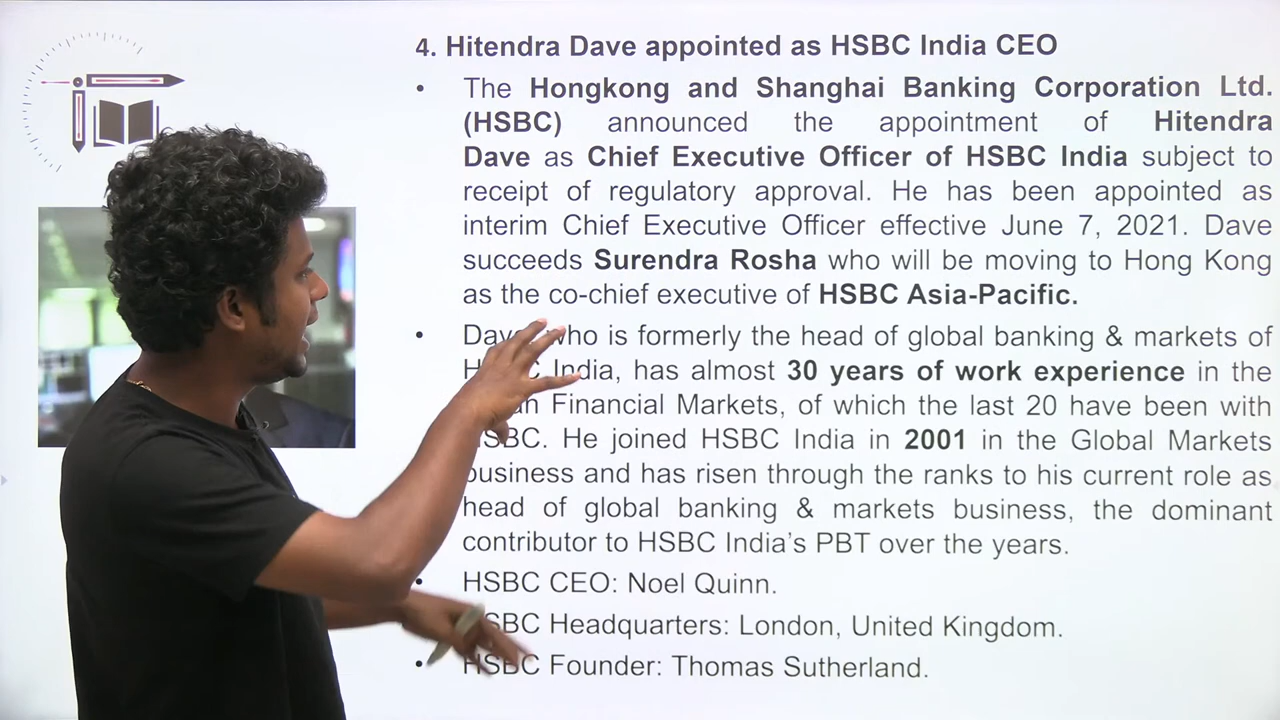 4. Hitendra Dave appointed as HSBC India CEO
• The Hongkong and Shanghai Banking Corporation Ltd.
(HSBC) announced the appointment of Hitendra
Dave as Chief Executive Officer of HSBC India subject to
receipt of regulatory approval. He has been appointed as
interim Chief Executive Officer effective June 7, 2021. Dave
succeeds Surendra Rosha who will be moving to Hong Kong
as the co-chief executive of HSBC Asia-Pacific.
• Dave who is formerly the head of global banking & markets of
India, has almost 30 years of work experience in the
Financial Markets, of which the last 20 have been with
HSBC. He joined HSBC India in 2001 in the Global Markets
business and has risen through the ranks to his current role as
head of global banking & markets business, the dominant
contributor to HSBC India's PBT over the years.
• HSBC CEO: Noel Quinn.
HSBC Headquarters: London, United Kingdom.
• HSBC Founder: Thomas Sutherland.